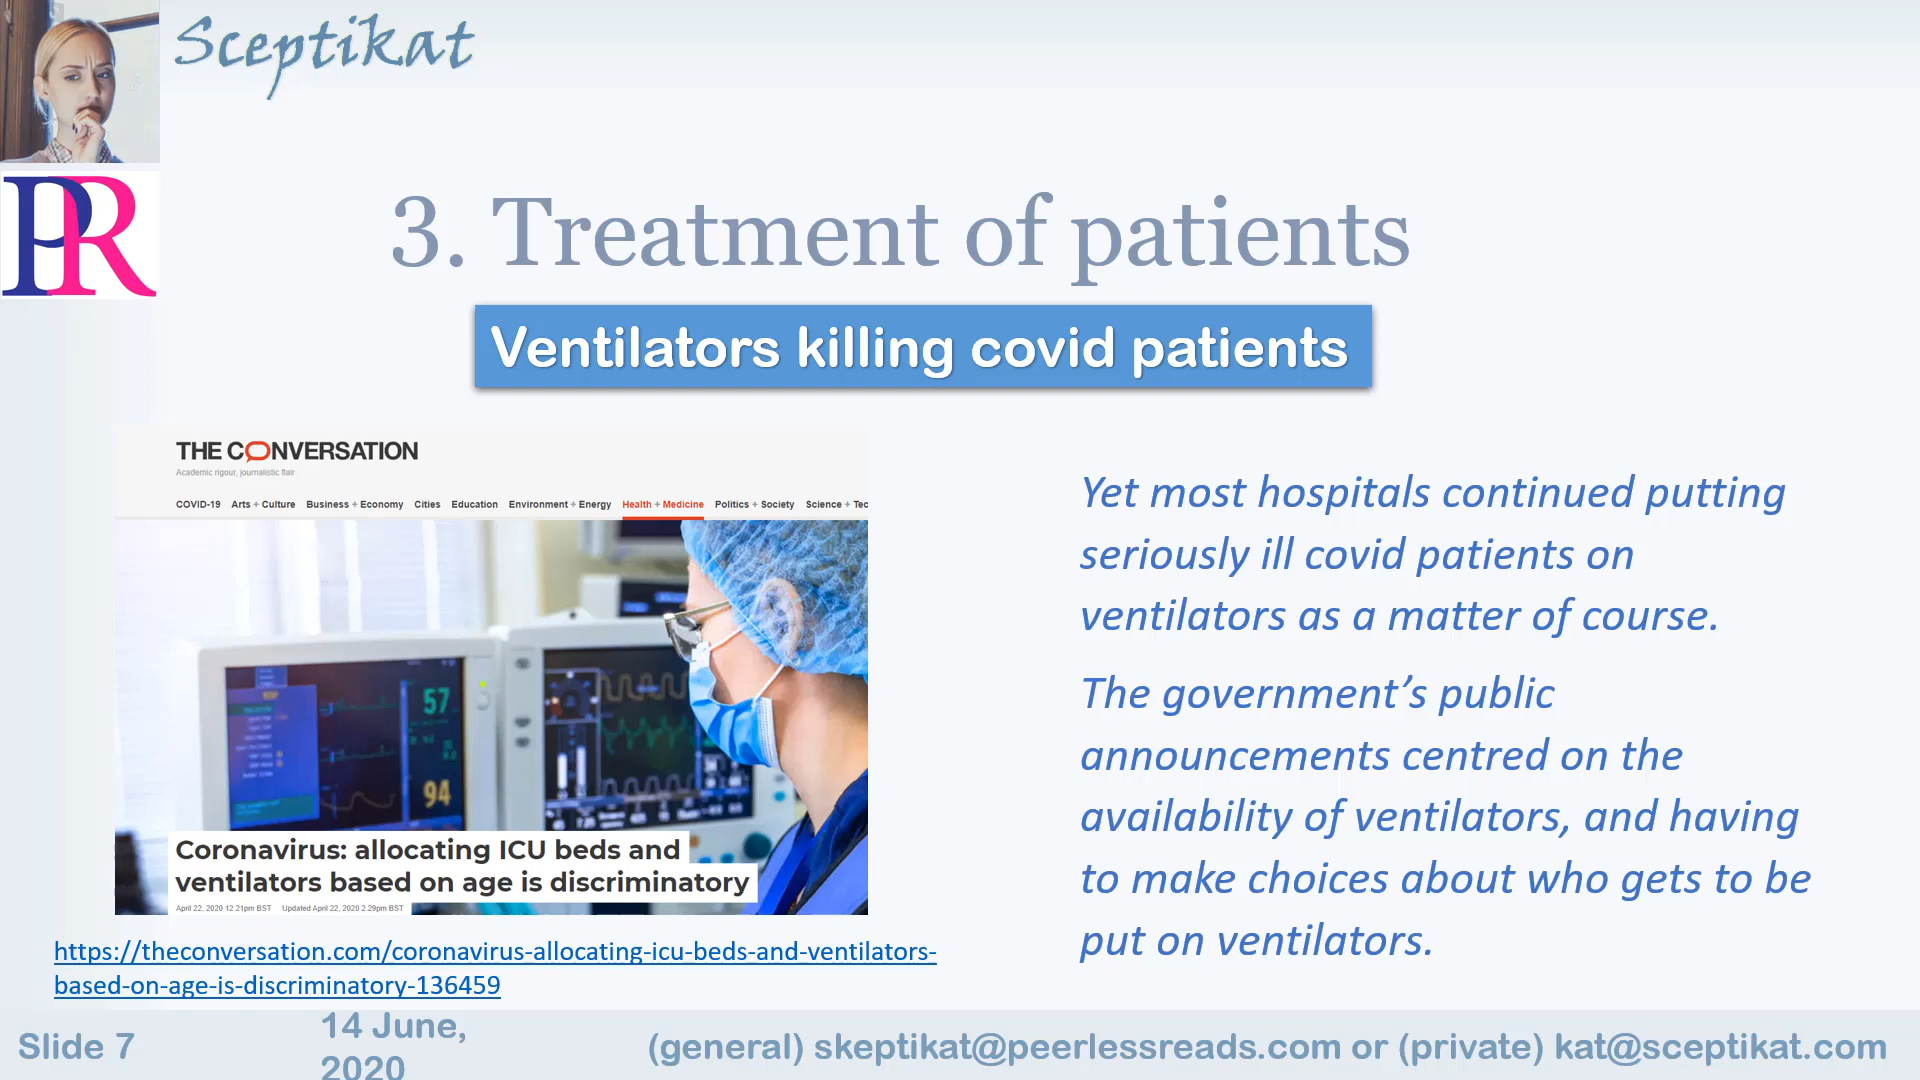 Sceptikat
PR
3. Treatment of patients
Ventilators killing covid patients
THE CONVERSATION
Academic rigour, journalistic flair
COVID-19 Arts + Culture Business + Economy Cities Education Environment + Energy Health + Medicine Politics + Society Science + Tec
57
94
Coronavirus: allocating ICU beds and
ventilators based on age is discriminatory
April 22, 2020 12.21pm BST Updated April 22, 2020 2.29pm BST
https://theconversation.com/coronavirus-allocating-icu-beds-and-ventilators-
based-on-age-is-discriminatory-136459
Yet most hospitals continued putting
seriously ill covid patients on
ventilators as a matter of course.
The government’s public
announcements centred on the
availability of ventilators, and having
to make choices about who gets to be
put on ventilators.
Slide 7
14 June,
2020
(general) skeptikat@peerlessreads.com or (private) kat@sceptikat.com